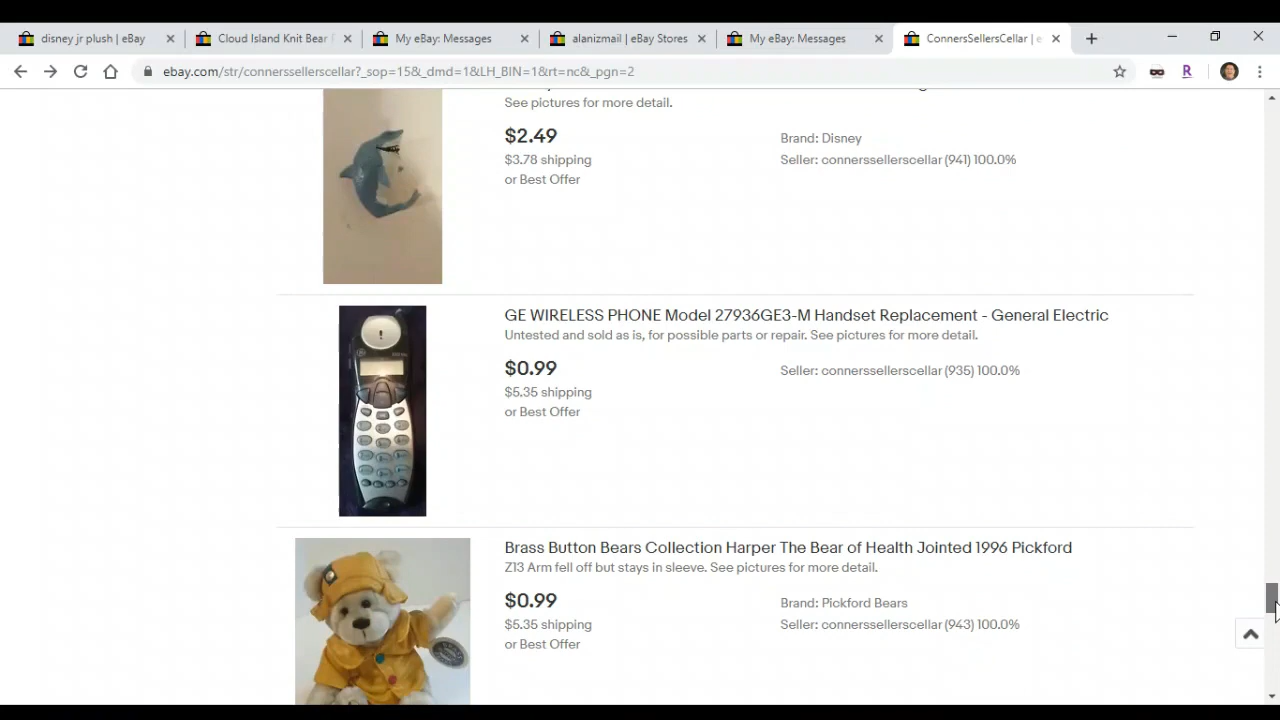 disney jr plush | eBay
Cloud Island Knit Bear
My eBay: Messages
alanizmail | eBay Stores
My eBay: Messages
ConnersSellersCellar | e
ebay.com/str/connerssellerscellar?_sop=15&_dmd=1&LH_BIN=1&rt=nc&_pgn=2
R
See pictures for more detail.
$2.49
$3.78 shipping
or Best Offer
Brand: Disney
Seller: connerssellerscellar (941) 100.0%
GE WIRELESS PHONE Model 27936GE3-M Handset Replacement - General Electric
Untested and sold as is, for possible parts or repair. See pictures for more detail.
$0.99
$5.35 shipping
or Best Offer
Seller: connerssellerscellar (935) 100.0%
Brass Button Bears Collection Harper The Bear of Health Jointed 1996 Pickford
Z13 Arm fell off but stays in sleeve. See pictures for more detail.
$0.99
$5.35 shipping
or Best Offer
Brand: Pickford Bears
Seller: connerssellerscellar (943) 100.0%